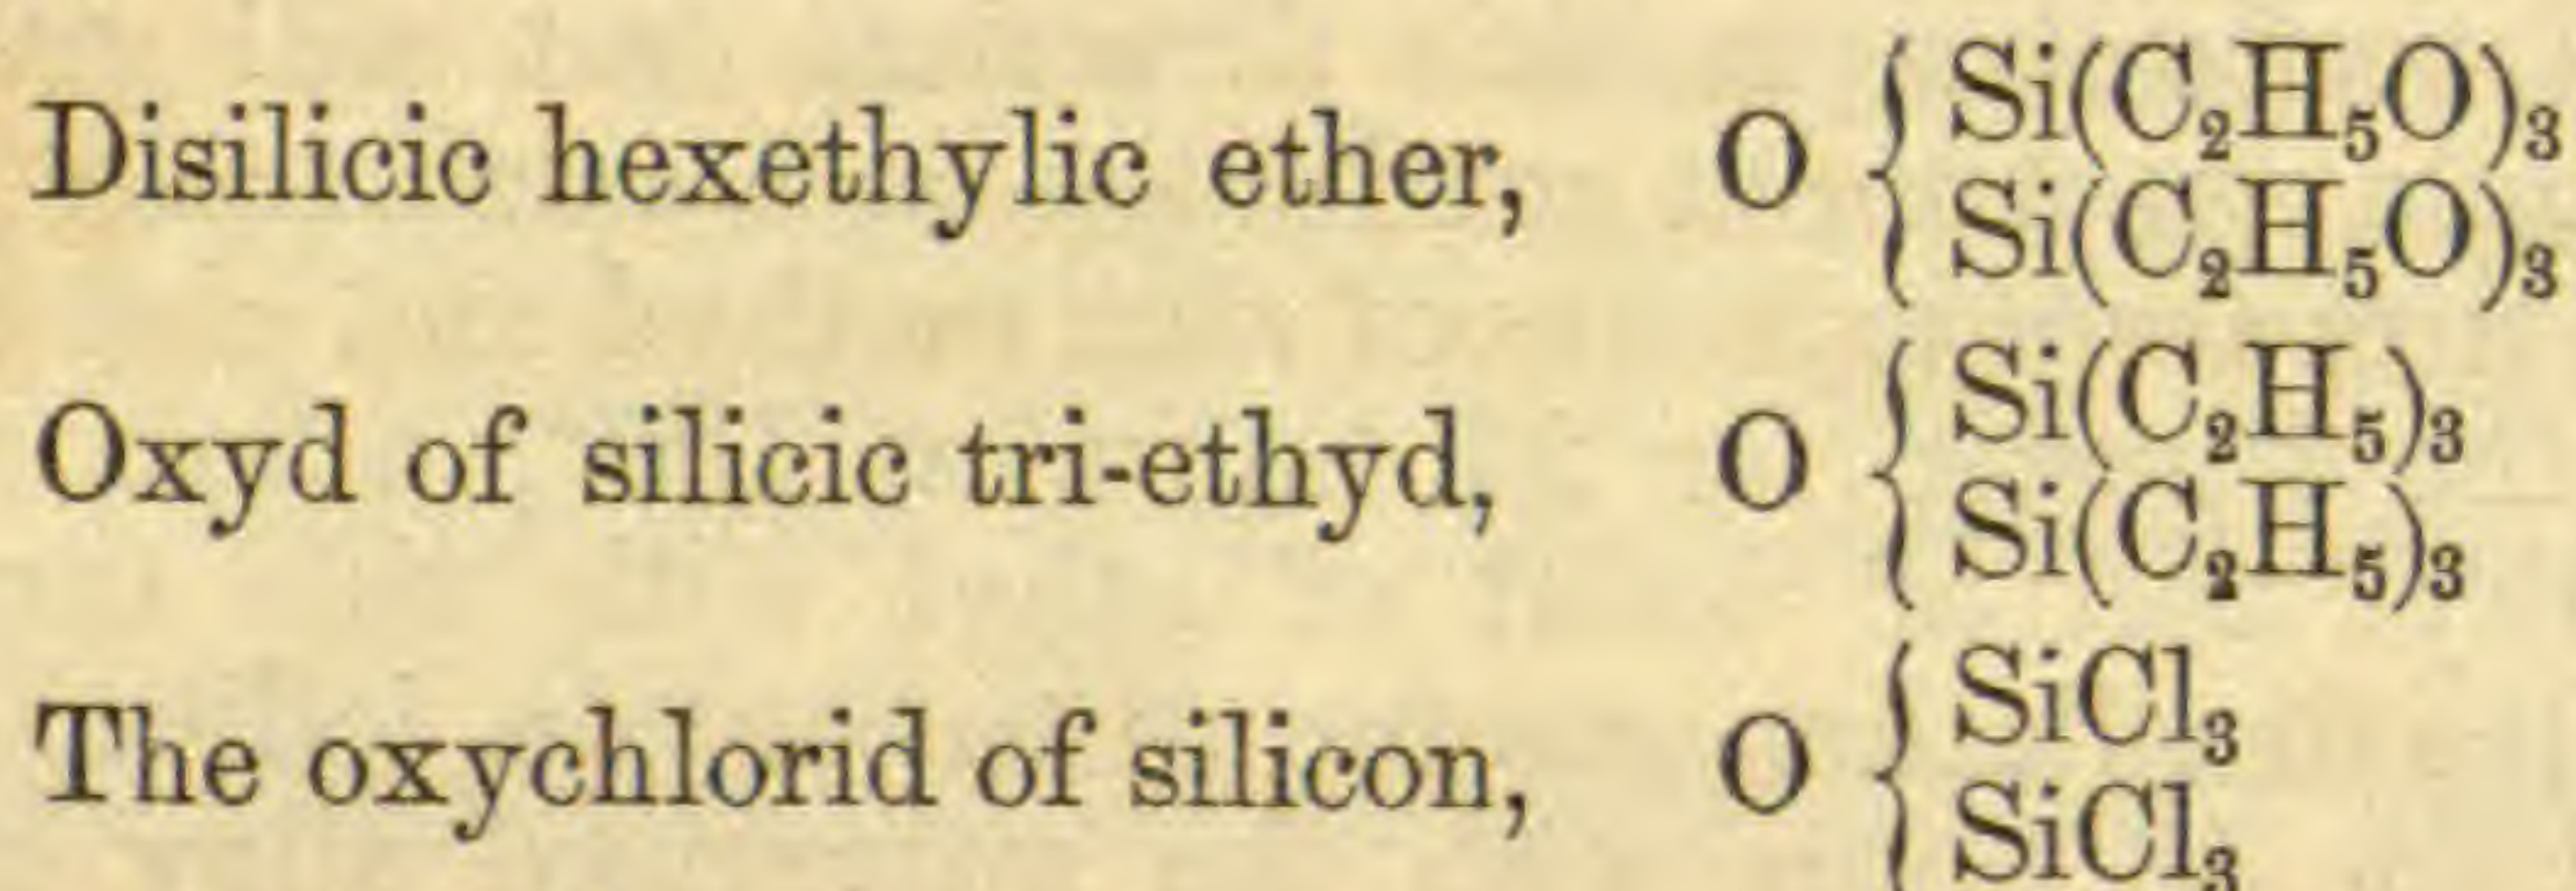 Si(C₂H₅O)₃
Disilicic hexethylic ether, O {
Si(C₂H₅O)₃
Si(C₂H₅)₃
Oxyd of silicic tri-ethyd, O {
Si(C₂H₅)₃
SiCl₃
The oxychlorid of silicon, O {
SiCl₃